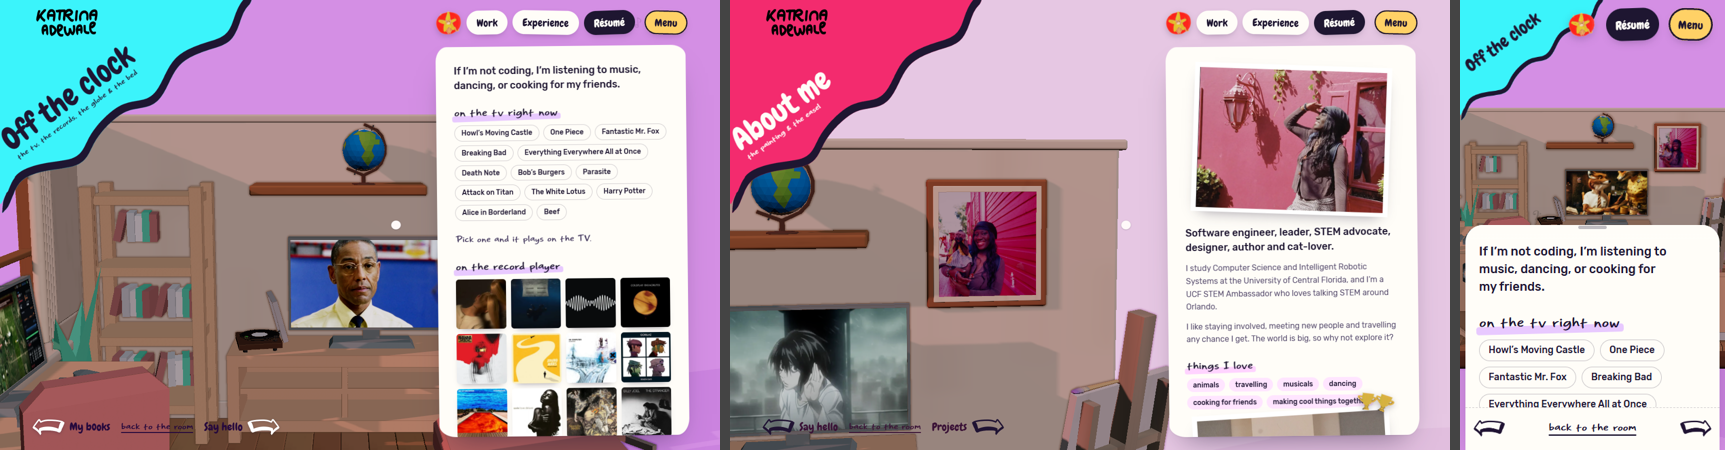 KATRINA
ADEWALE
Work
Experience
Résumé
Menu
Off the clock
the tv, the records, the globe & the bed
If I'm not coding, I'm listening to music,
dancing, or cooking for my friends.
on the tv right now
Howl's Moving Castle
One Piece
Fantastic Mr. Fox
Breaking Bad
Everything Everywhere All at Once
Death Note
Bob's Burgers
Parasite
Attack on Titan
The White Lotus
Harry Potter
Alice in Borderland
Beef
Pick one and it plays on the TV.
on the record player
My books
back to the room
Say hello
KATRINA
ADEWALE
Work
Experience
Résumé
Menu
About me
the painting & the easel
Software engineer, leader, STEM advocate,
designer, author and cat-lover.
I study Computer Science and Intelligent Robotic
Systems at the University of Central Florida, and I'm a
UCF STEM Ambassador who loves talking STEM around
Orlando.
I like staying involved, meeting new people and travelling
any chance I get. The world is big, so why not explore it?
things I love
animals
travelling
musicals
dancing
cooking for friends
making cool things together
Say hello
back to the room
Projects
Off the clock
Résumé
Menu
If I'm not coding, I'm listening to
music, dancing, or cooking for
my friends.
on the tv right now
Howl's Moving Castle
One Piece
Fantastic Mr. Fox
Breaking Bad
Everything Everywhere All at Once
back to the room